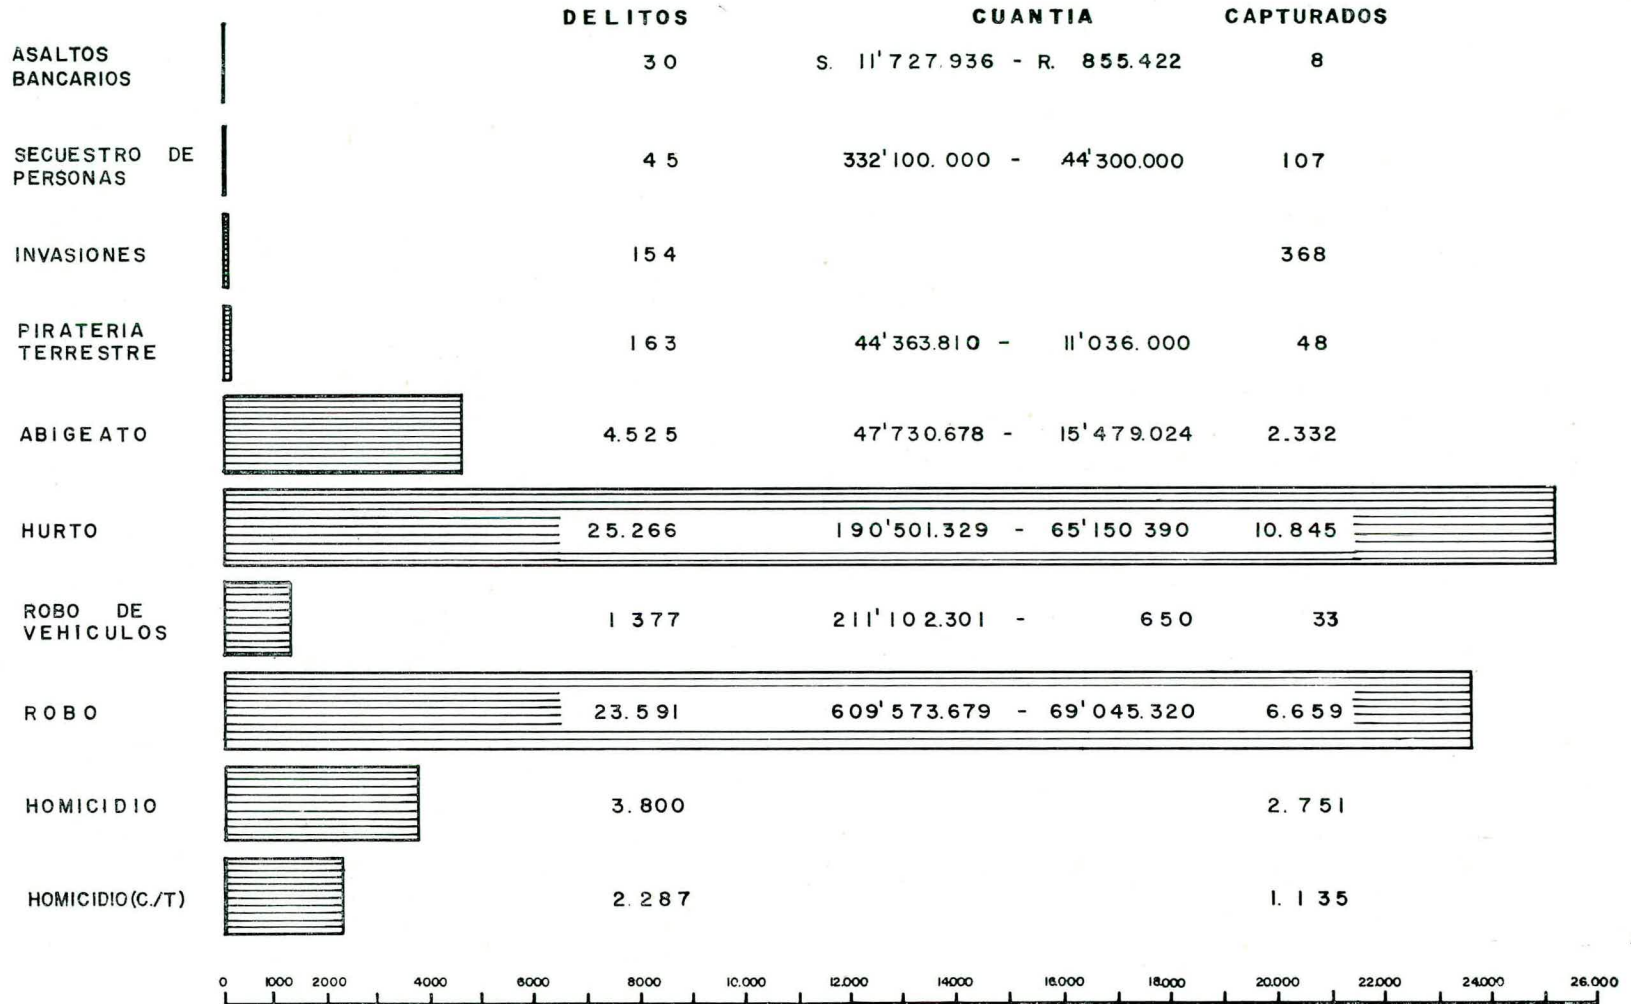 DELITOS CUANTIA CAPTURADOS
ASALTOS
BANCARIOS 30 S. 11'727.936 - R. 855.422 8
SECUESTRO DE
PERSONAS 45 332'100.000 - 44'300.000 107
INVASIONES 154 368
PIRATERIA
TERRESTRE 163 44'363.810 - 11'036.000 48
ABIGEATO 4.525 47'730.678 - 15'479.024 2.332
HURTO 25.266 190'501.329 - 65'150 390 10.845
ROBO DE
VEHICULOS 1 377 211'102.301 - 650 33
ROBO 23.591 609'573.679 - 69'045.320 6.659
HOMICIDIO 3.800 2.751
HOMICIDIO (C./T) 2.287 1.135
0 1000 2000 4000 6000 8000 10.000 12.000 14000 16.000 18.000 20.000 22.000 24.000 26.000